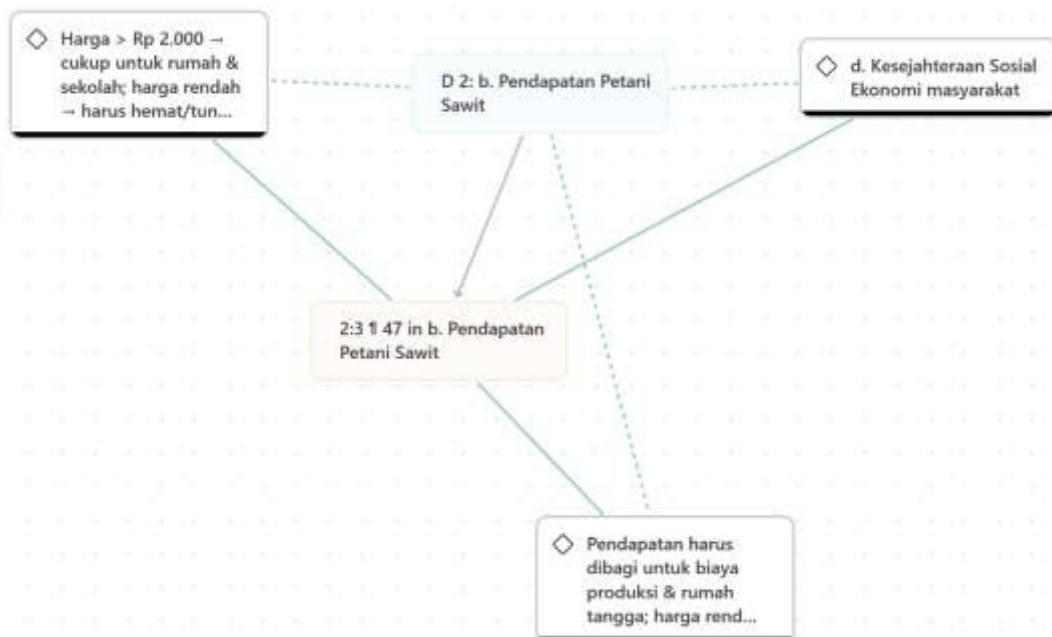 Harga > Rp 2.000 →
cukup untuk rumah &
sekolah; harga rendah
→ harus hemat/tun...
D 2: b. Pendapatan Petani
Sawit
d. Kesejahteraan Sosial
Ekonomi masyarakat
2:3 ¶ 47 in b. Pendapatan
Petani Sawit
Pendapatan harus
dibagi untuk biaya
produksi & rumah
tangga; harga rend...